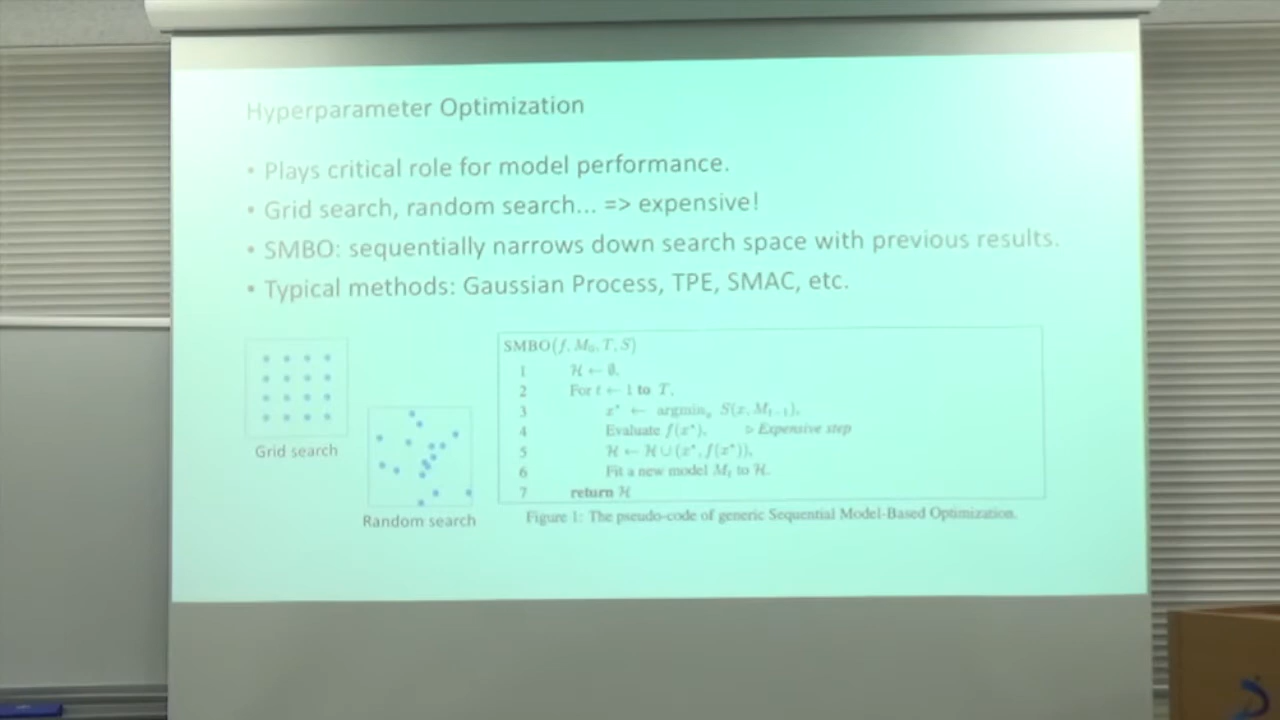 Hyperparameter Optimization
• Plays critical role for model performance.
• Grid search, random search... => expensive!
• SMBO: sequentially narrows down search space with previous results.
• Typical methods: Gaussian Process, TPE, SMAC, etc.
Grid search
Random search
SMBO(f, M₀, T, S)
1 H ← ∅,
2 For t ← 1 to T,
3 x* ← argminₓ S(x, Mₜ₋₁),
4 Evaluate f(x*), ▷ Expensive step
5 H ← H ∪ (x*, f(x*)),
6 Fit a new model Mₜ to H.
7 return H
Figure 1: The pseudo-code of generic Sequential Model-Based Optimization.